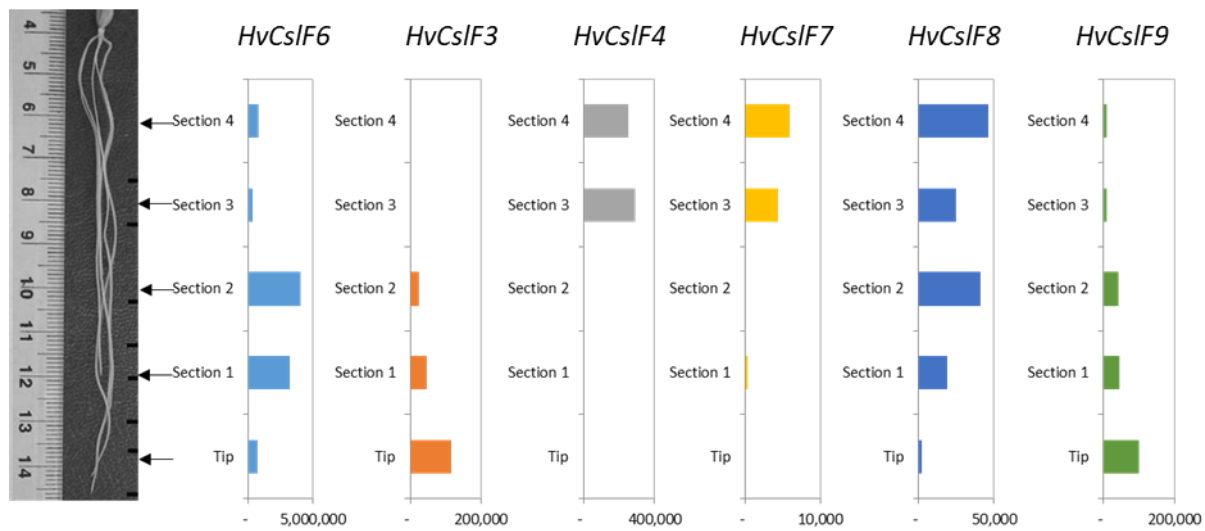 HvCslF6 HvCslF3 HvCslF4 HvCslF7 HvCslF8 HvCslF9
4
5
6
Section 4 Section 4 Section 4 Section 4 Section 4 Section 4
7
8
Section 3 Section 3 Section 3 Section 3 Section 3 Section 3
9
10
Section 2 Section 2 Section 2 Section 2 Section 2 Section 2
11
12
Section 1 Section 1 Section 1 Section 1 Section 1 Section 1
13
14
Tip Tip Tip Tip Tip Tip
- 5,000,000 - 200,000 - 400,000 - 10,000 - 50,000 - 200,000